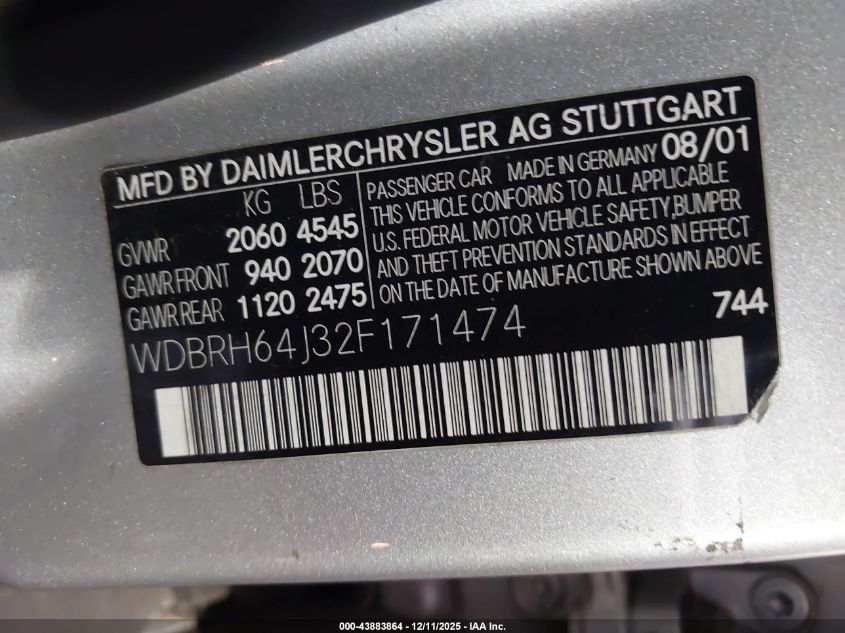 MFD BY DAIMLERCHRYSLER AG STUTTGART
KG LBS
GVWR 2060 4545
GAWR FRONT 940 2070
GAWR REAR 1120 2475
PASSENGER CAR MADE IN GERMANY 08/01
THIS VEHICLE CONFORMS TO ALL APPLICABLE
U.S. FEDERAL MOTOR VEHICLE SAFETY,BUMPER
AND THEFT PREVENTION STANDARDS IN EFFECT
ON THE DATE OF MANUFACTURE SHOWN ABOVE
744
WDBRH64J32F171474
000-43883864 - 12/11/2025 - IAA Inc.